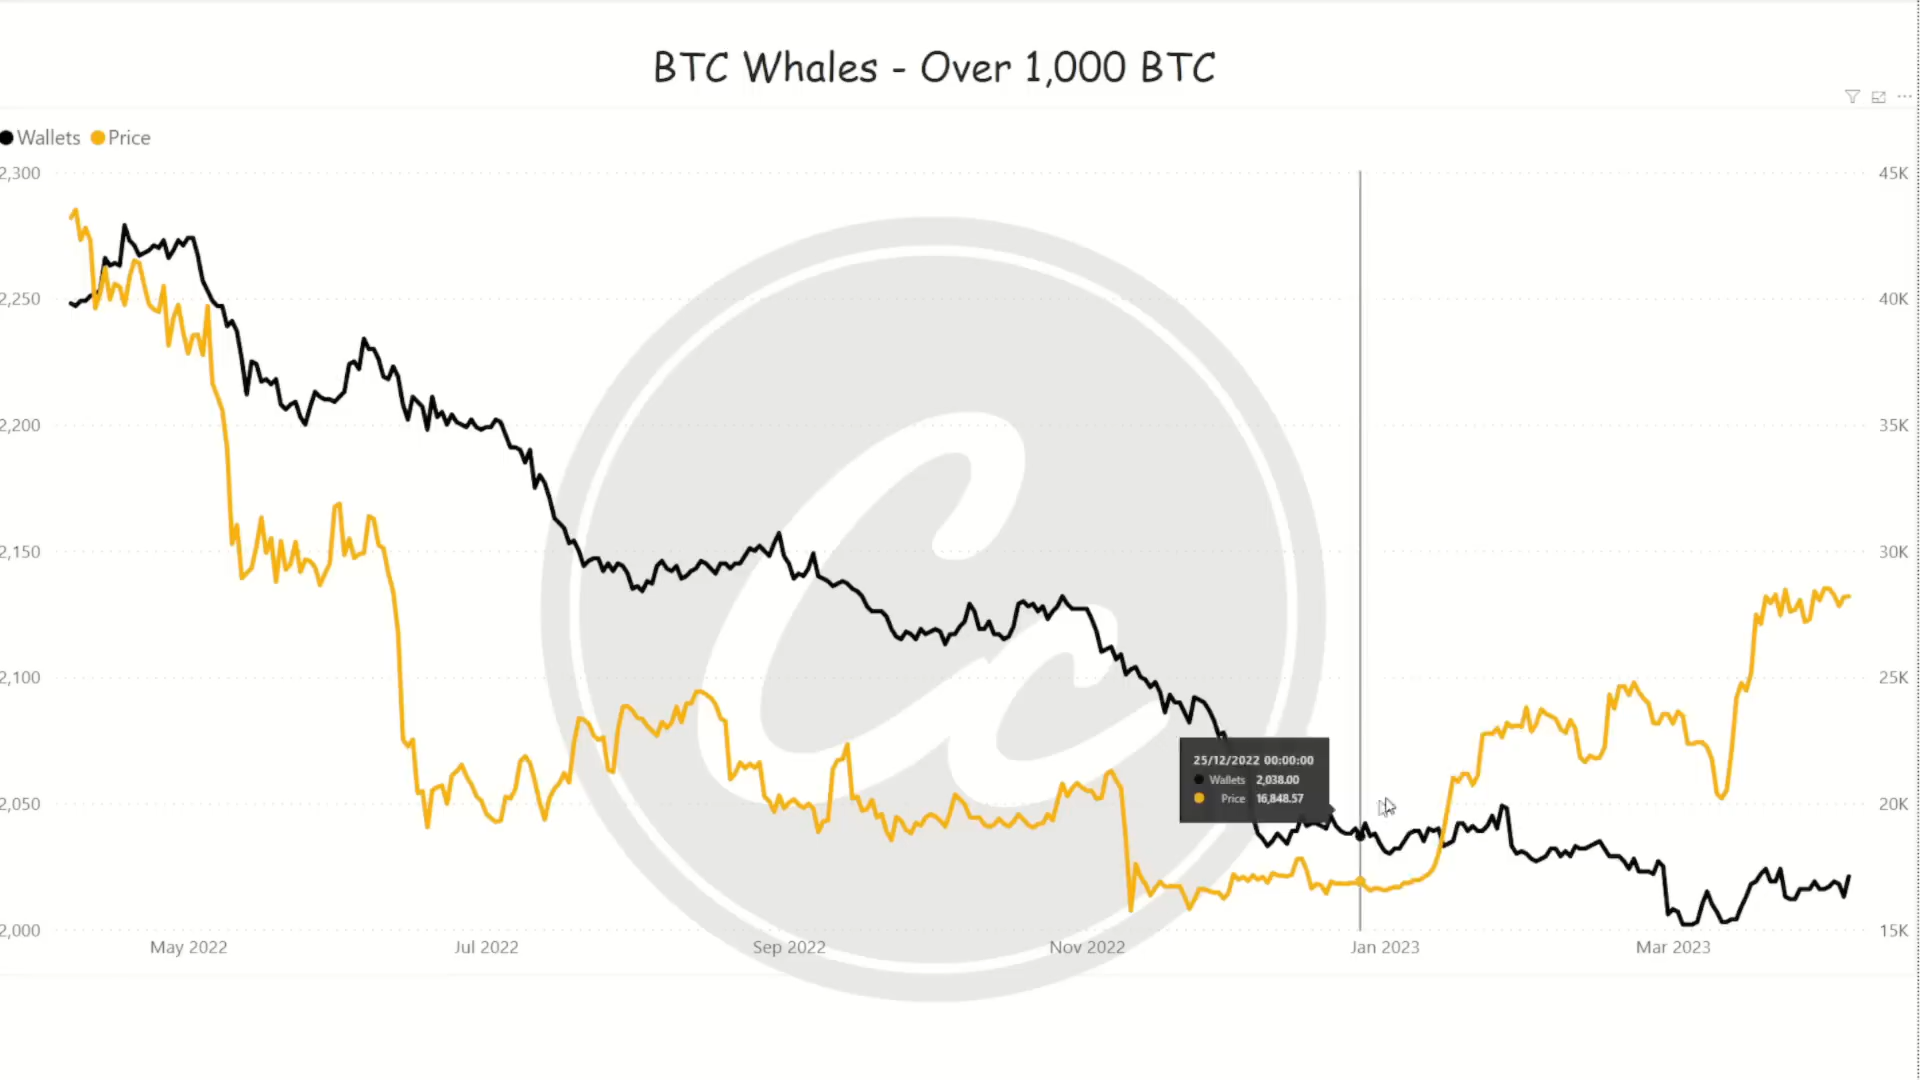 BTC Whales - Over 1,000 BTC
Wallets Price
2,300 45K
2,250 40K
2,200 35K
2,150 30K
2,100 25K
25/12/2022 00:00:00
Wallets 2,038.00
Price 16,848.57
2,050 20K
2,000 15K
May 2022 Jul 2022 Sep 2022 Nov 2022 Jan 2023 Mar 2023
Cc